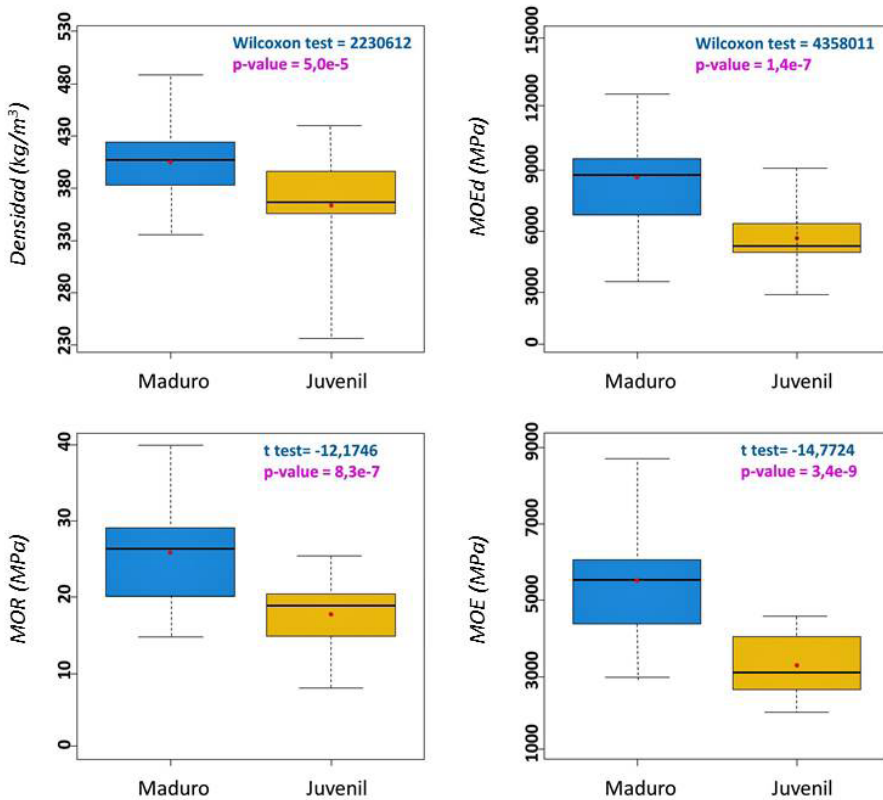 Densidad (kg/m³)
530
480
430
380
330
280
230
Wilcoxon test = 2230612
p-value = 5,0e-5
Maduro
Juvenil
MOEd (MPa)
15000
12000
9000
6000
3000
0
Wilcoxon test = 4358011
p-value = 1,4e-7
Maduro
Juvenil
MOR (MPa)
40
30
20
10
0
t test= -12,1746
p-value = 8,3e-7
Maduro
Juvenil
MOE (MPa)
9000
7000
5000
3000
1000
t test= -14,7724
p-value = 3,4e-9
Maduro
Juvenil